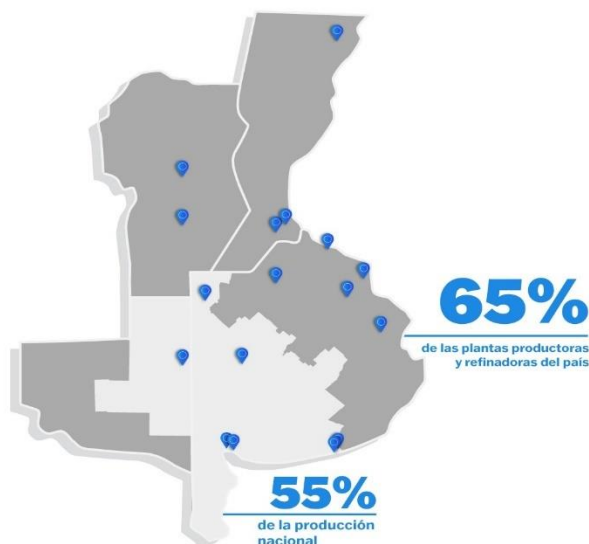 65%
de las plantas productoras
y refinadoras del país
55%
de la producción
nacional